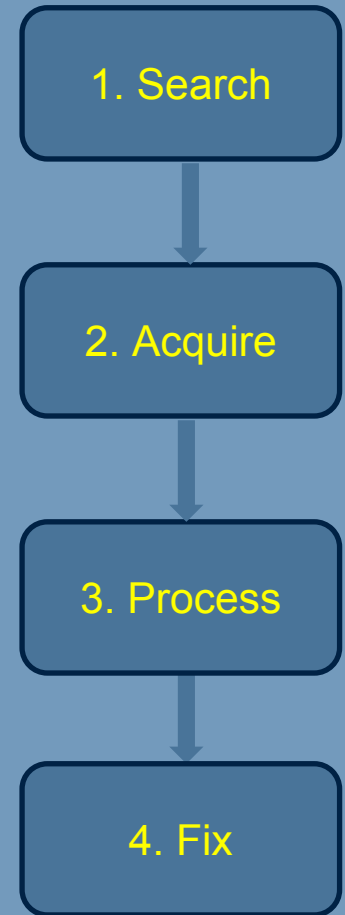 1. Search
2. Acquire
3. Process
4. Fix